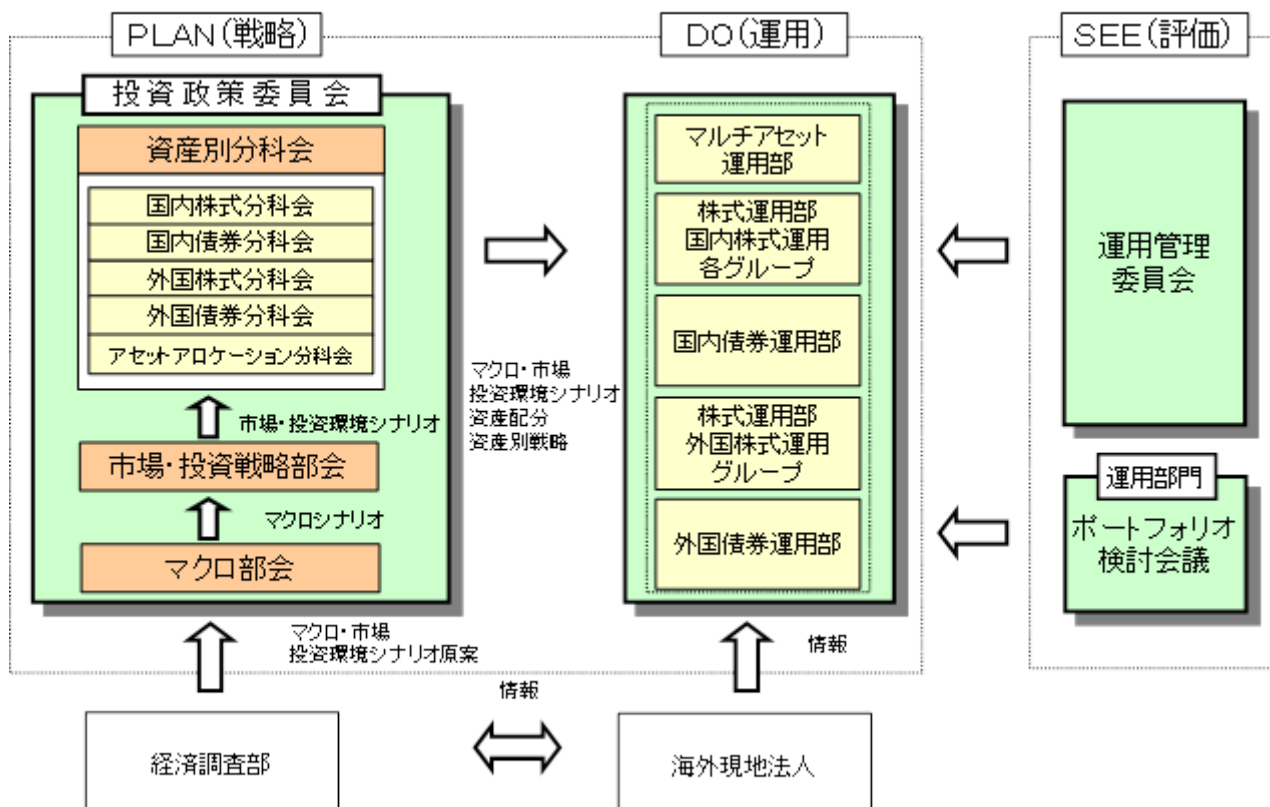 PLAN(戦略)
投資政策委員会
資産別分科会
国内株式分科会
国内債券分科会
外国株式分科会
外国債券分科会
アセットアロケーション分科会
市場・投資環境シナリオ
市場・投資戦略部会
マクロシナリオ
マクロ部会
マクロ・市場
投資環境シナリオ
資産配分
資産別戦略
DO(運用)
マルチアセット
運用部
株式運用部
国内株式運用
各グループ
国内債券運用部
株式運用部
外国株式運用
グループ
外国債券運用部
SEE(評価)
運用管理
委員会
運用部門
ポートフォリオ
検討会議
マクロ・市場
投資環境シナリオ原案
情報
情報
経済調査部
海外現地法人